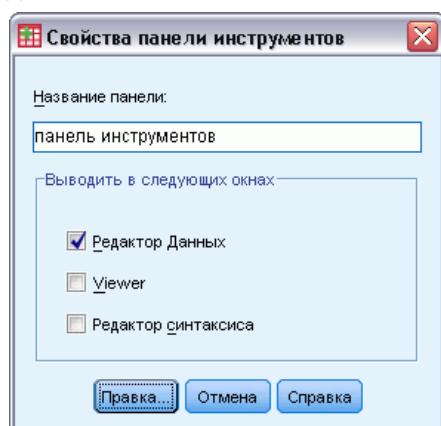 Свойства панели инструментов
Название панели:
панель инструментов
Выводить в следующих окнах
Редактор Данных
Viewer
Редактор синтаксиса
Правка... Отмена Справка